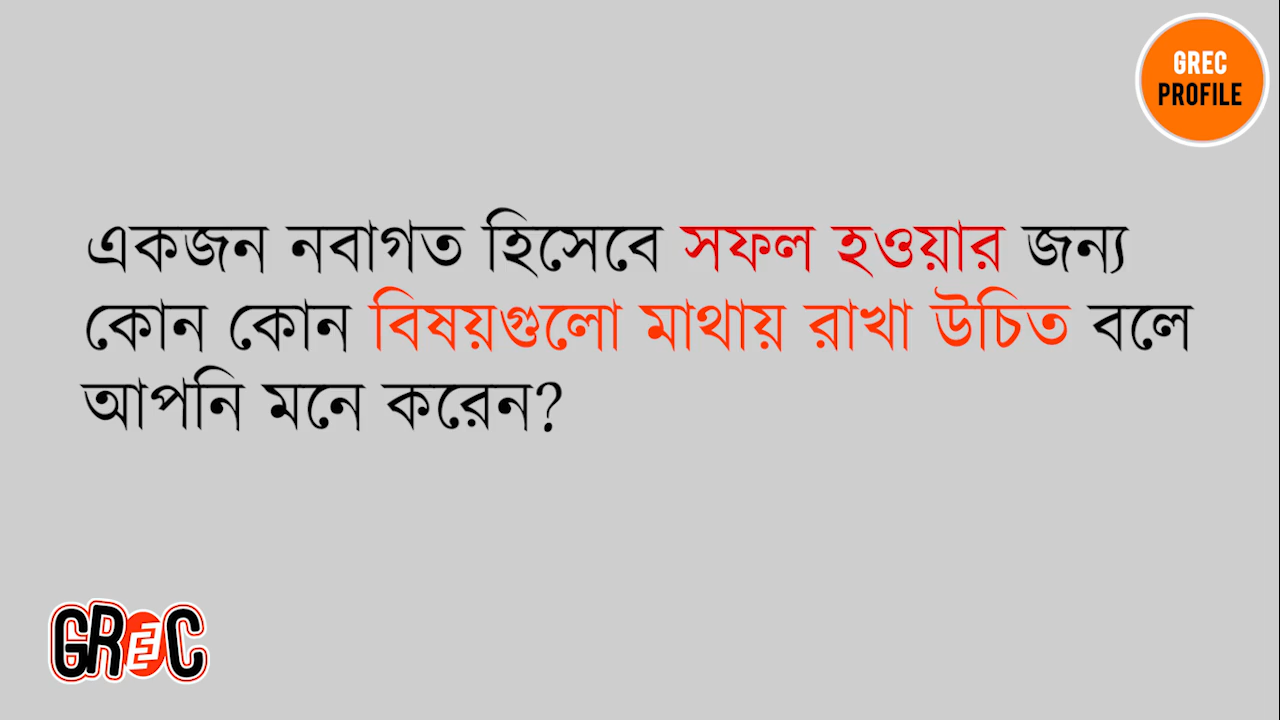 GREC
PROFILE
একজন নবাগত হিসেবে সফল হওয়ার জন্য
কোন কোন বিষয়গুলো মাথায় রাখা উচিত বলে
আপনি মনে করেন?
GREC